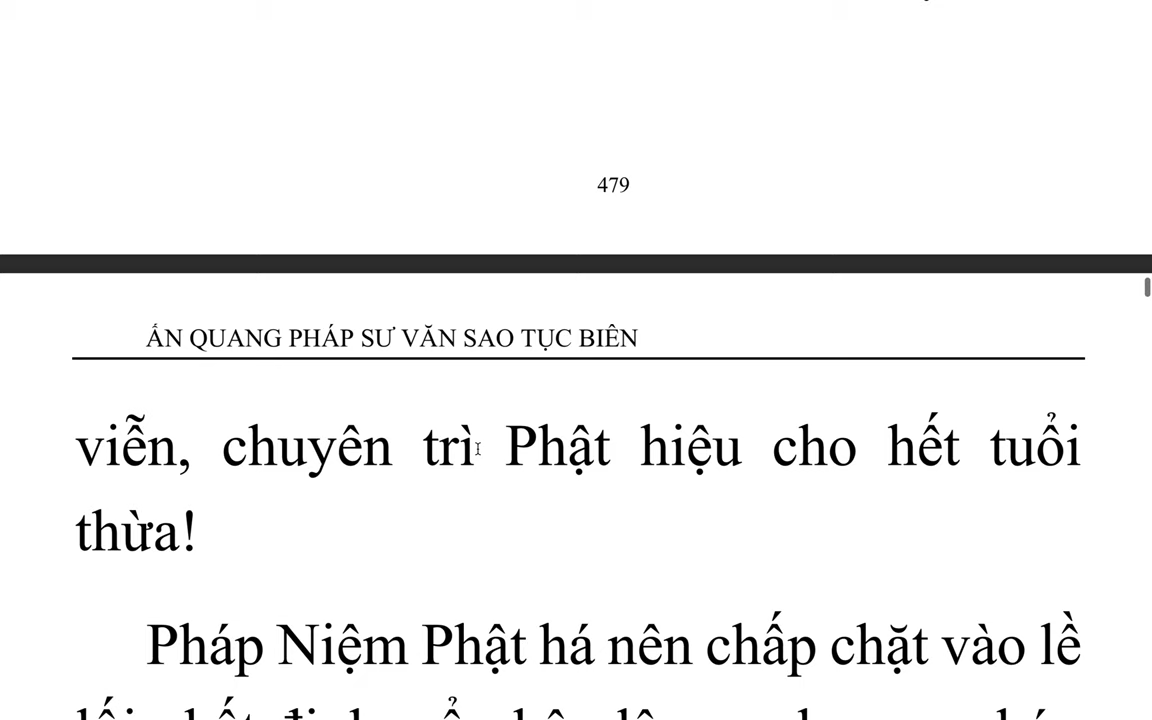 479
ẤN QUANG PHÁP SƯ VĂN SAO TỤC BIÊN
viễn, chuyên trì Phật hiệu cho hết tuổi
thừa!
Pháp Niệm Phật há nên chấp chặt vào lề